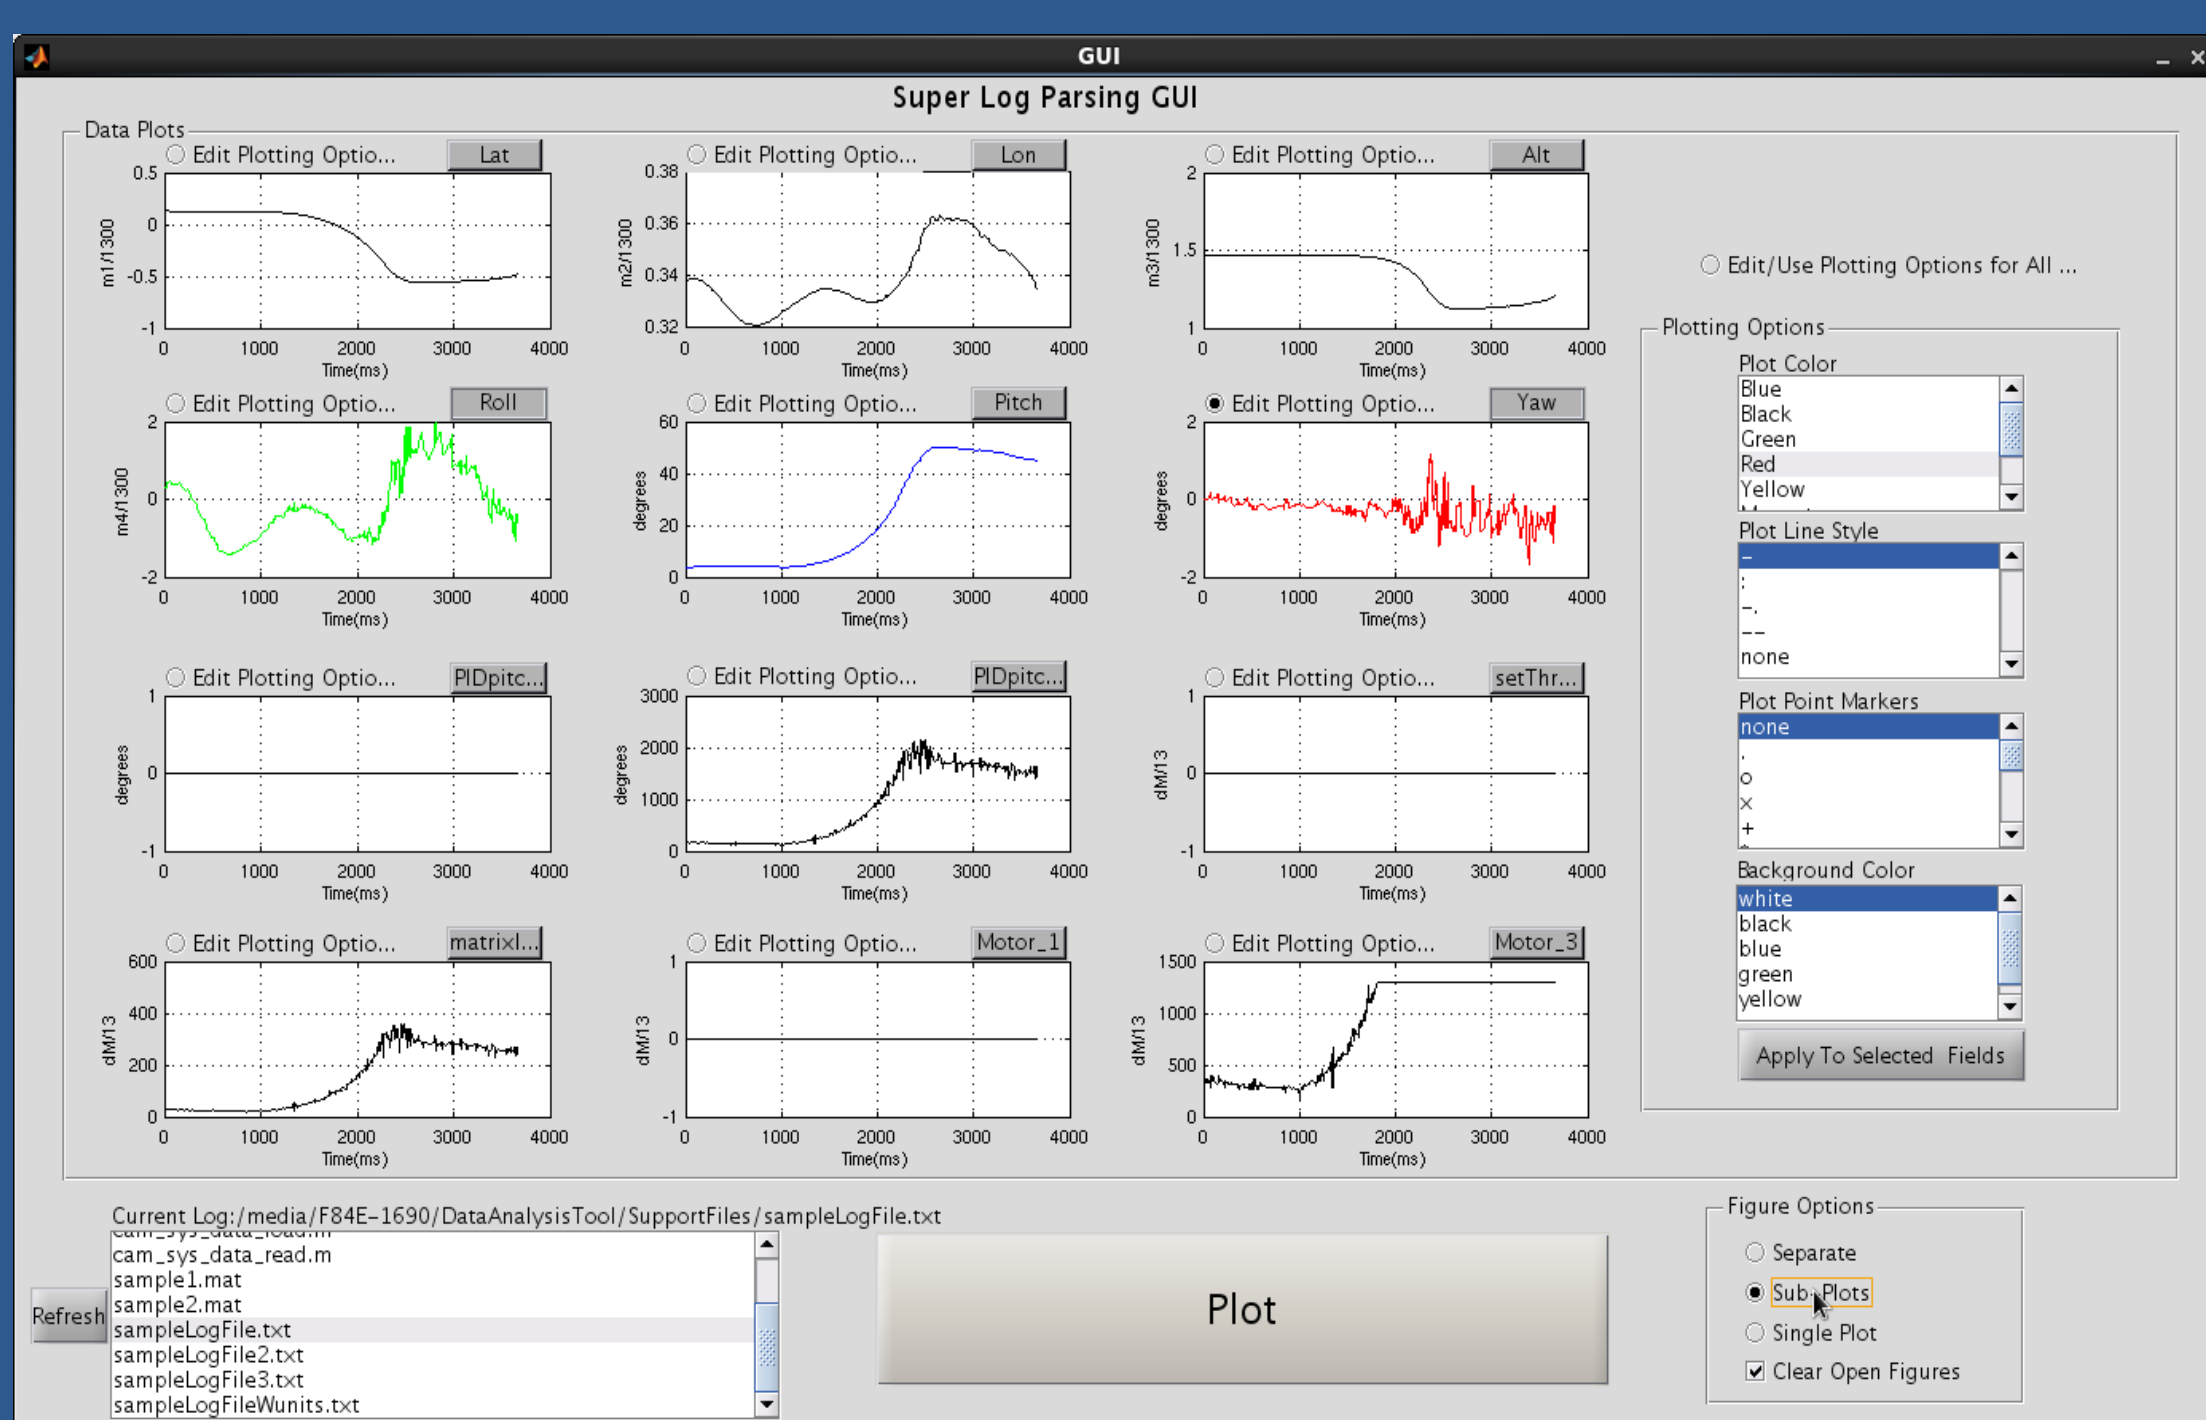 GUI
Super Log Parsing GUI
Data Plots
Edit Plotting Optio... Lat
Edit Plotting Optio... Lon
Edit Plotting Optio... Alt
0.5
0
-0.5
-1
m1/1300
0 1000 2000 3000 4000
Time(ms)
0.38
0.36
0.34
0.32
m2/1300
0 1000 2000 3000 4000
Time(ms)
2
1.5
1
m3/1300
0 1000 2000 3000 4000
Time(ms)
Edit Plotting Optio... Roll
Edit Plotting Optio... Pitch
Edit Plotting Optio... Yaw
2
0
-2
m4/1300
0 1000 2000 3000 4000
Time(ms)
60
40
20
0
degrees
0 1000 2000 3000 4000
Time(ms)
2
0
-2
degrees
0 1000 2000 3000 4000
Time(ms)
Edit Plotting Optio... PIDpitc...
Edit Plotting Optio... PIDpitc...
Edit Plotting Optio... setThr...
1
0
-1
degrees
0 1000 2000 3000 4000
Time(ms)
3000
2000
1000
0
degrees
0 1000 2000 3000 4000
Time(ms)
1
0
-1
dM/13
0 1000 2000 3000 4000
Time(ms)
Edit Plotting Optio... matrixI...
Edit Plotting Optio... Motor_1
Edit Plotting Optio... Motor_3
600
400
200
0
dM/13
0 1000 2000 3000 4000
Time(ms)
1
0
-1
dM/13
0 1000 2000 3000 4000
Time(ms)
1500
1000
500
0
dM/13
0 1000 2000 3000 4000
Time(ms)
Edit/Use Plotting Options for All ...
Plotting Options
Plot Color
Blue
Black
Green
Red
Yellow
Plot Line Style
-
:
-.
--
none
Plot Point Markers
none
.
o
x
+
Background Color
white
black
blue
green
yellow
Apply To Selected Fields
Current Log:/media/F84E-1690/DataAnalysisTool/SupportFiles/sampleLogFile.txt
cam_sys_data_load.m
cam_sys_data_read.m
sample1.mat
sample2.mat
sampleLogFile.txt
sampleLogFile2.txt
sampleLogFile3.txt
sampleLogFileWunits.txt
Refresh
Plot
Figure Options
Separate
Sub-Plots
Single Plot
Clear Open Figures